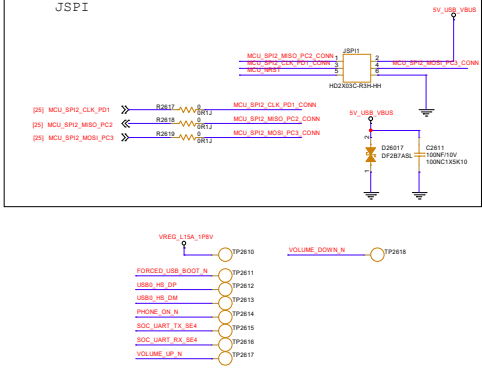 JSPI
5V_USB_VBUS
JSPI1
MCU_SPI2_MISO_PC2_CONN 1 2
MCU_SPI2_CLK_PD1_CONN 3 4 MCU_SPI2_MOSI_PC3_CONN
MCU_NRST 5 6
HD2X03C-R3H-HH
[25] MCU_SPI2_CLK_PD1 R2617 0 MCU_SPI2_CLK_PD1_CONN
0R1J
[25] MCU_SPI2_MISO_PC2 R2618 0 MCU_SPI2_MISO_PC2_CONN
0R1J
[25] MCU_SPI2_MOSI_PC3 R2619 0 MCU_SPI2_MOSI_PC3_CONN
0R1J
5V_USB_VBUS
2
D26017 C2611
DF2B7ASL 100NF/10V
100NC1X5K10
1
VREG_L15A_1P8V
TP2610
VOLUME_DOWN_N TP2618
FORCED_USB_BOOT_N TP2611
USB0_HS_DP TP2612
USB0_HS_DM TP2613
PHONE_ON_N TP2614
SOC_UART_TX_SE4 TP2615
SOC_UART_RX_SE4 TP2616
VOLUME_UP_N TP2617